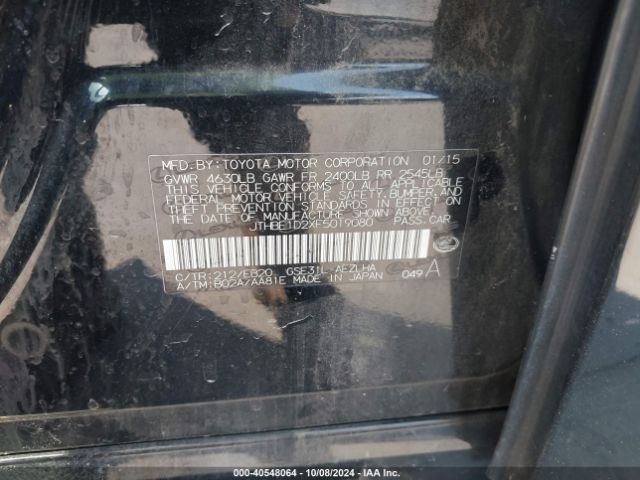 MFD. BY: TOYOTA MOTOR CORPORATION 01/15
GVWR 4630LB GAWR FR 2400LB RR 2545LB
THIS VEHICLE CONFORMS TO ALL APPLICABLE
FEDERAL MOTOR VEHICLE SAFETY, BUMPER, AND
THEFT PREVENTION STANDARDS IN EFFECT ON
THE DATE OF MANUFACTURE SHOWN ABOVE.
JTHBE1D2XF5019080 PASS. CAR
C/TR: 212/EB20 GSE31L-AEZLHA
A/TM: B02A/AA81E MADE IN JAPAN 049 A
000-40548064 - 10/08/2024 - IAA Inc.